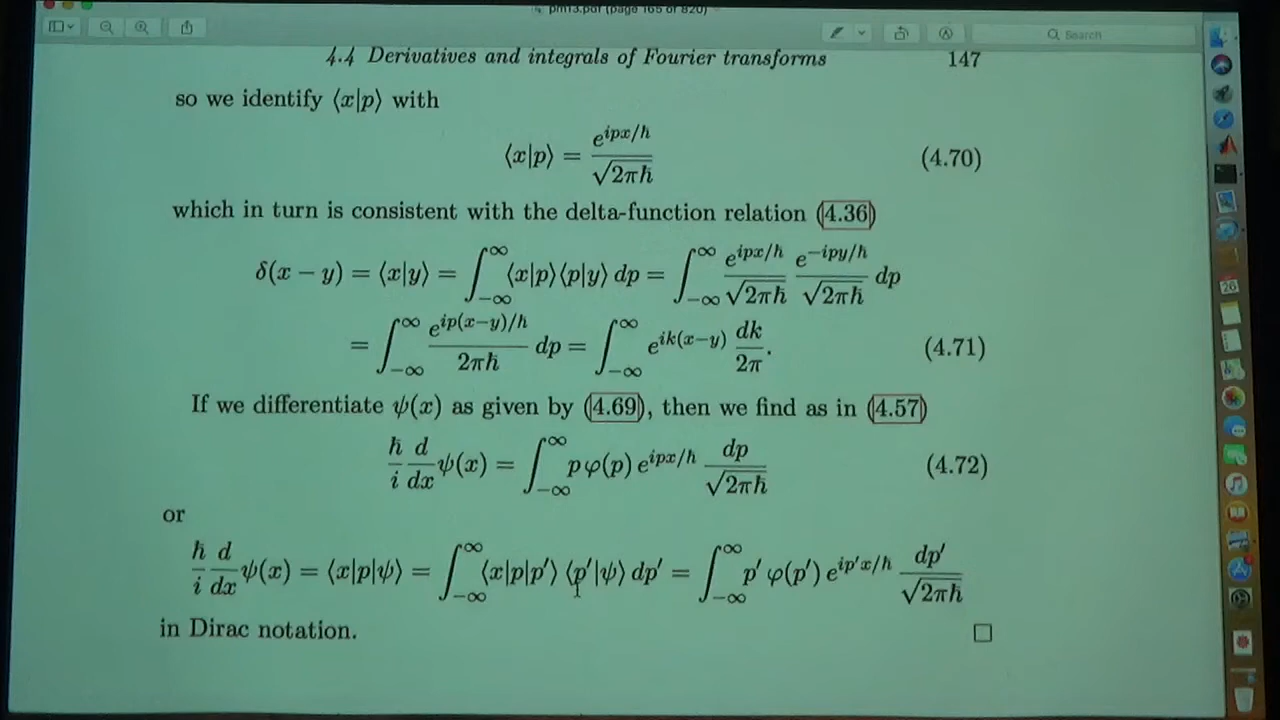 pm13.pdf (page 165 of 820)
Search
4.4 Derivatives and integrals of Fourier transforms 147
so we identify ⟨x|p⟩ with
⟨x|p⟩ = e^{ipx/ħ} / √(2πħ) (4.70)
which in turn is consistent with the delta-function relation (4.36)
δ(x − y) = ⟨x|y⟩ = ∫_{−∞}^{∞} ⟨x|p⟩⟨p|y⟩ dp = ∫_{−∞}^{∞} e^{ipx/ħ}/√(2πħ) e^{−ipy/ħ}/√(2πħ) dp
= ∫_{−∞}^{∞} e^{ip(x−y)/ħ}/(2πħ) dp = ∫_{−∞}^{∞} e^{ik(x−y)} dk/2π. (4.71)
If we differentiate ψ(x) as given by (4.69), then we find as in (4.57)
ħ/i d/dx ψ(x) = ∫_{−∞}^{∞} p φ(p) e^{ipx/ħ} dp/√(2πħ) (4.72)
or
ħ/i d/dx ψ(x) = ⟨x|p|ψ⟩ = ∫_{−∞}^{∞} ⟨x|p|p′⟩ ⟨p′|ψ⟩ dp′ = ∫_{−∞}^{∞} p′ φ(p′) e^{ip′x/ħ} dp′/√(2πħ)
in Dirac notation. □